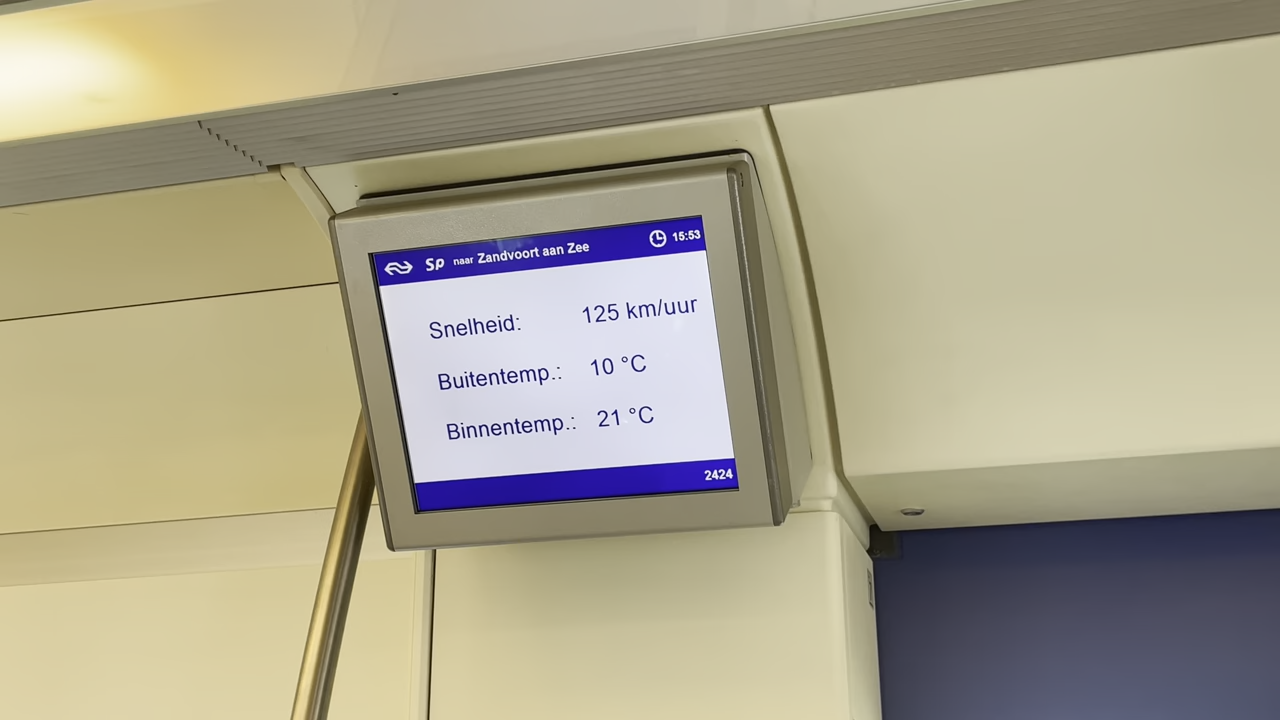 Sp naar Zandvoort aan Zee 15:53
Snelheid: 125 km/uur
Buitentemp.: 10 °C
Binnentemp.: 21 °C
2424